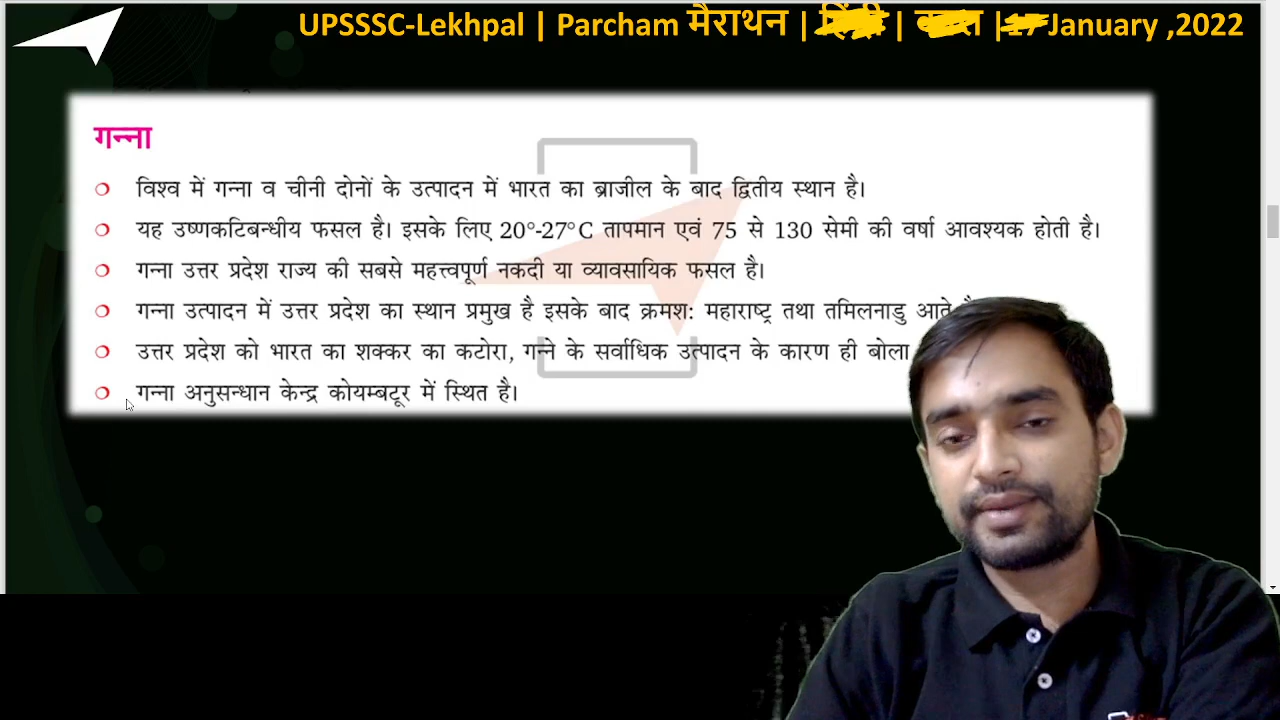 UPSSSC-Lekhpal | Parcham मैराथन | हिंदी | | 17 January ,2022
गन्ना
विश्व में गन्ना व चीनी दोनों के उत्पादन में भारत का ब्राजील के बाद द्वितीय स्थान है।
यह उष्णकटिबन्धीय फसल है। इसके लिए 20°-27°C तापमान एवं 75 से 130 सेमी की वर्षा आवश्यक होती है।
गन्ना उत्तर प्रदेश राज्य की सबसे महत्त्वपूर्ण नकदी या व्यावसायिक फसल है।
गन्ना उत्पादन में उत्तर प्रदेश का स्थान प्रमुख है इसके बाद क्रमश: महाराष्ट्र तथा तमिलनाडु आते
उत्तर प्रदेश को भारत का शक्कर का कटोरा, गन्ने के सर्वाधिक उत्पादन के कारण ही बोला
गन्ना अनुसन्धान केन्द्र कोयम्बटूर में स्थित है।